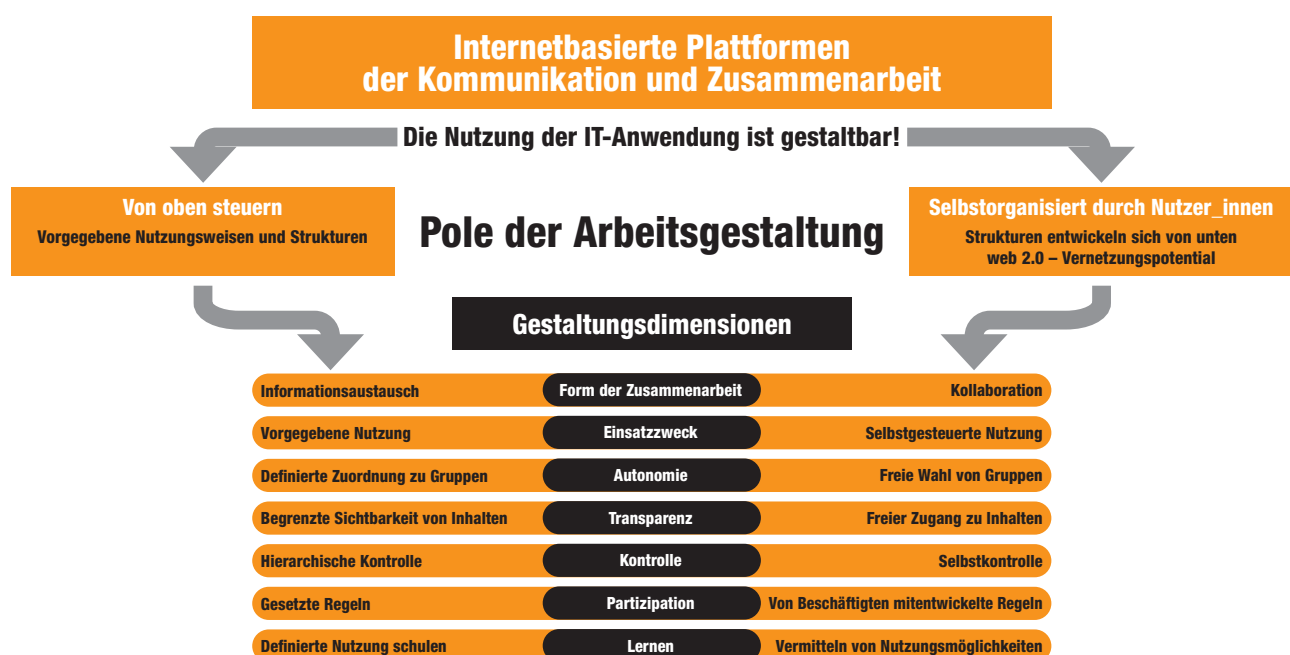 Internetbasierte Plattformen
der Kommunikation und Zusammenarbeit
Die Nutzung der IT-Anwendung ist gestaltbar!
Von oben steuern
Vorgegebene Nutzungsweisen und Strukturen
Pole der Arbeitsgestaltung
Selbstorganisiert durch Nutzer_innen
Strukturen entwickeln sich von unten
web 2.0 – Vernetzungspotential
Gestaltungsdimensionen
Informationsaustausch Form der Zusammenarbeit Kollaboration
Vorgegebene Nutzung Einsatzzweck Selbstgesteuerte Nutzung
Definierte Zuordnung zu Gruppen Autonomie Freie Wahl von Gruppen
Begrenzte Sichtbarkeit von Inhalten Transparenz Freier Zugang zu Inhalten
Hierarchische Kontrolle Kontrolle Selbstkontrolle
Gesetzte Regeln Partizipation Von Beschäftigten mitentwickelte Regeln
Definierte Nutzung schulen Lernen Vermitteln von Nutzungsmöglichkeiten